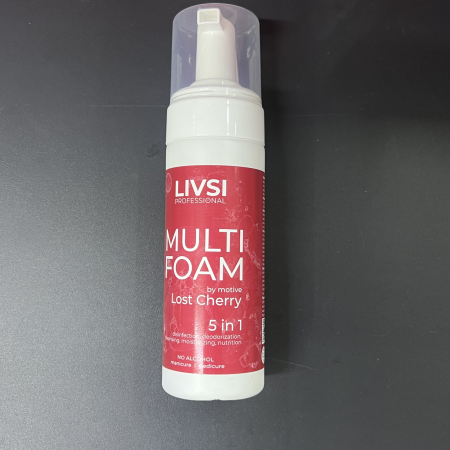 LIVSI
PROFESSIONAL
MULTI
FOAM
by motive
Lost Cherry
5 in 1
disinfection, deodorization,
moisturizing, nutrition
NO ALCOHOL
manicure pedicure